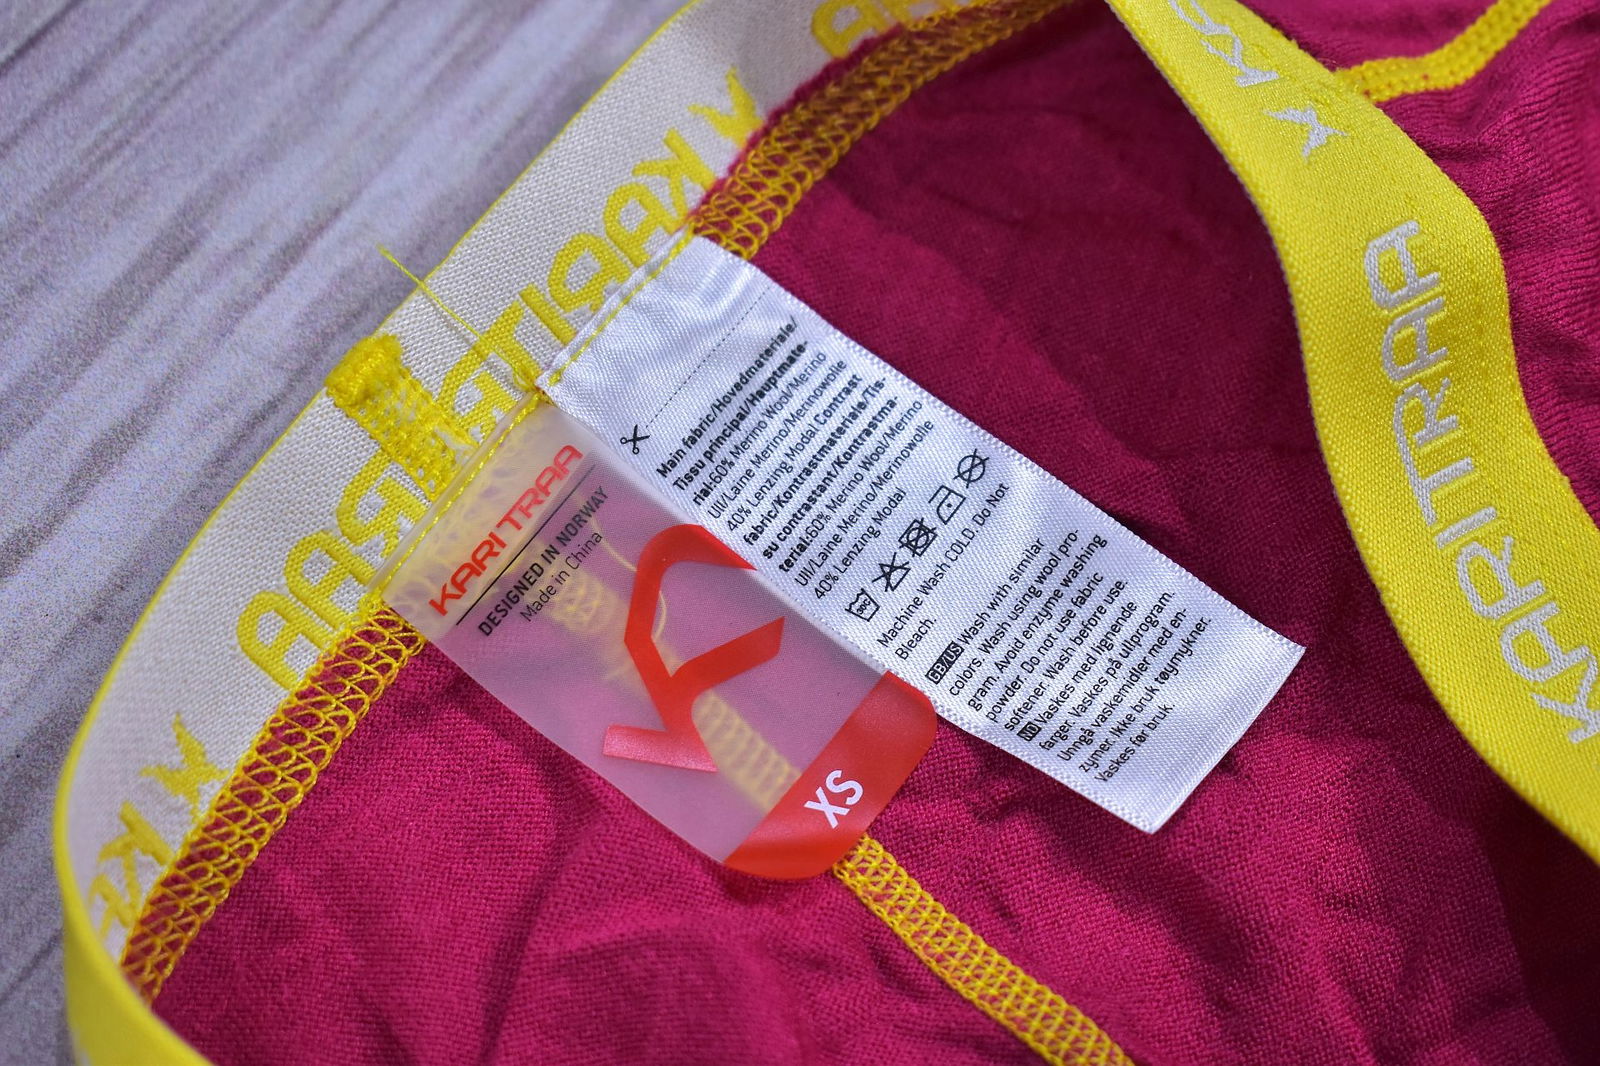 KARI TRAA
DESIGNED IN NORWAY
Made in China
XS
Main fabric/Hovedmateriale/
Tissu principal/Hauptmate-
rial:60% Merino Wool/Merino
Ull/Laine Merino/Merinowolle
40% Lenzing Modal Contrast
fabric/Kontrastmateriale/Tis-
su contrastant/Kontrastma-
terial:60% Merino Wool/Merino
Ull/Laine Merino/Merinowolle
40% Lenzing Modal
30C
Machine Wash COLD. Do Not
Bleach.
GB/US Wash with similar
colors. Wash using wool pro-
gram. Avoid enzyme washing
powder. Do not use fabric
softener. Wash before use.
NO Vaskes med lignende
farger. Vaskes på ullprogram.
Unngå vaskemidler med en-
zymer. Ikke bruk tøymykner.
Vaskes før bruk.
KARI TRAA
KARI TRAA
KARI TRAA